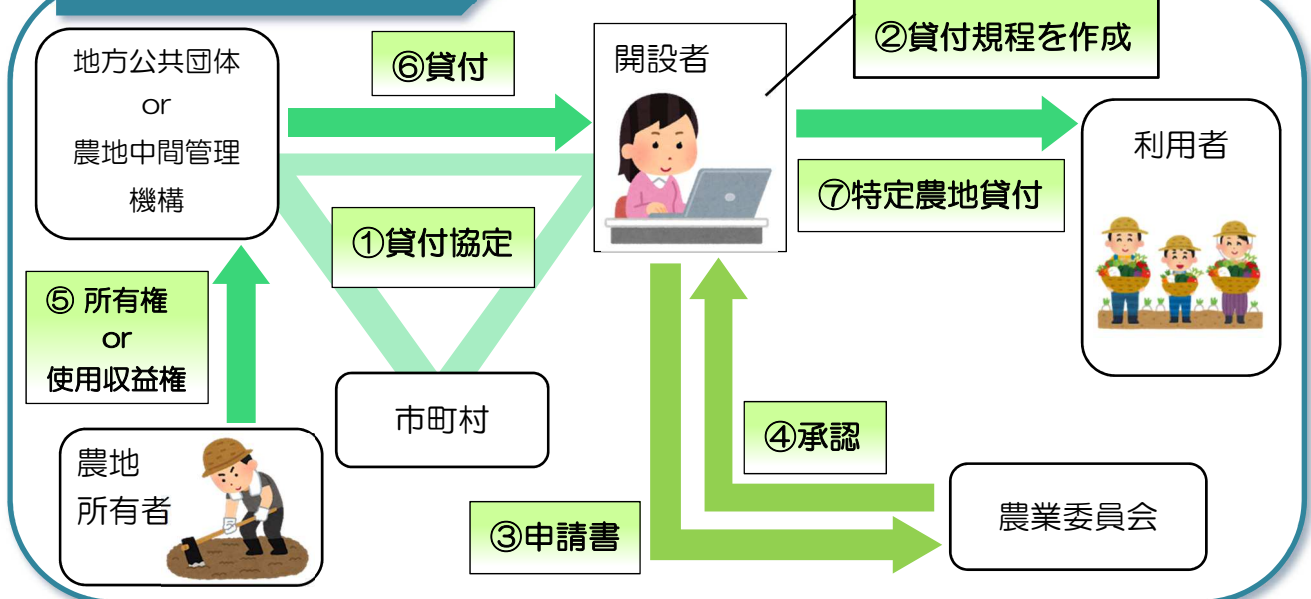 地方公共団体
or
農地中間管理
機構
⑥貸付
開設者
②貸付規程を作成
利用者
⑦特定農地貸付
①貸付協定
⑤ 所有権
or
使用収益権
市町村
農地
所有者
④承認
③申請書
農業委員会